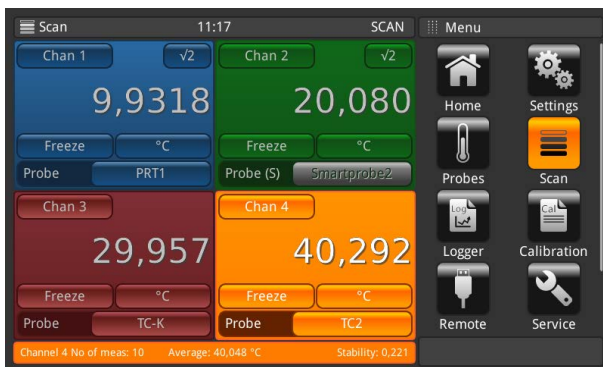 Scan 11:17 SCAN
Chan 1 √2
9,9318
Freeze °C
Probe PRT1
Chan 2 √2
20,080
Freeze °C
Probe (S) Smartprobe2
Chan 3
29,957
Freeze °C
Probe TC-K
Chan 4
40,292
Freeze °C
Probe TC2
Channel 4 No of meas: 10 Average: 40,048 °C Stability: 0,221
Menu
Home Settings
Probes Scan
Log Cal
Logger Calibration
Remote Service